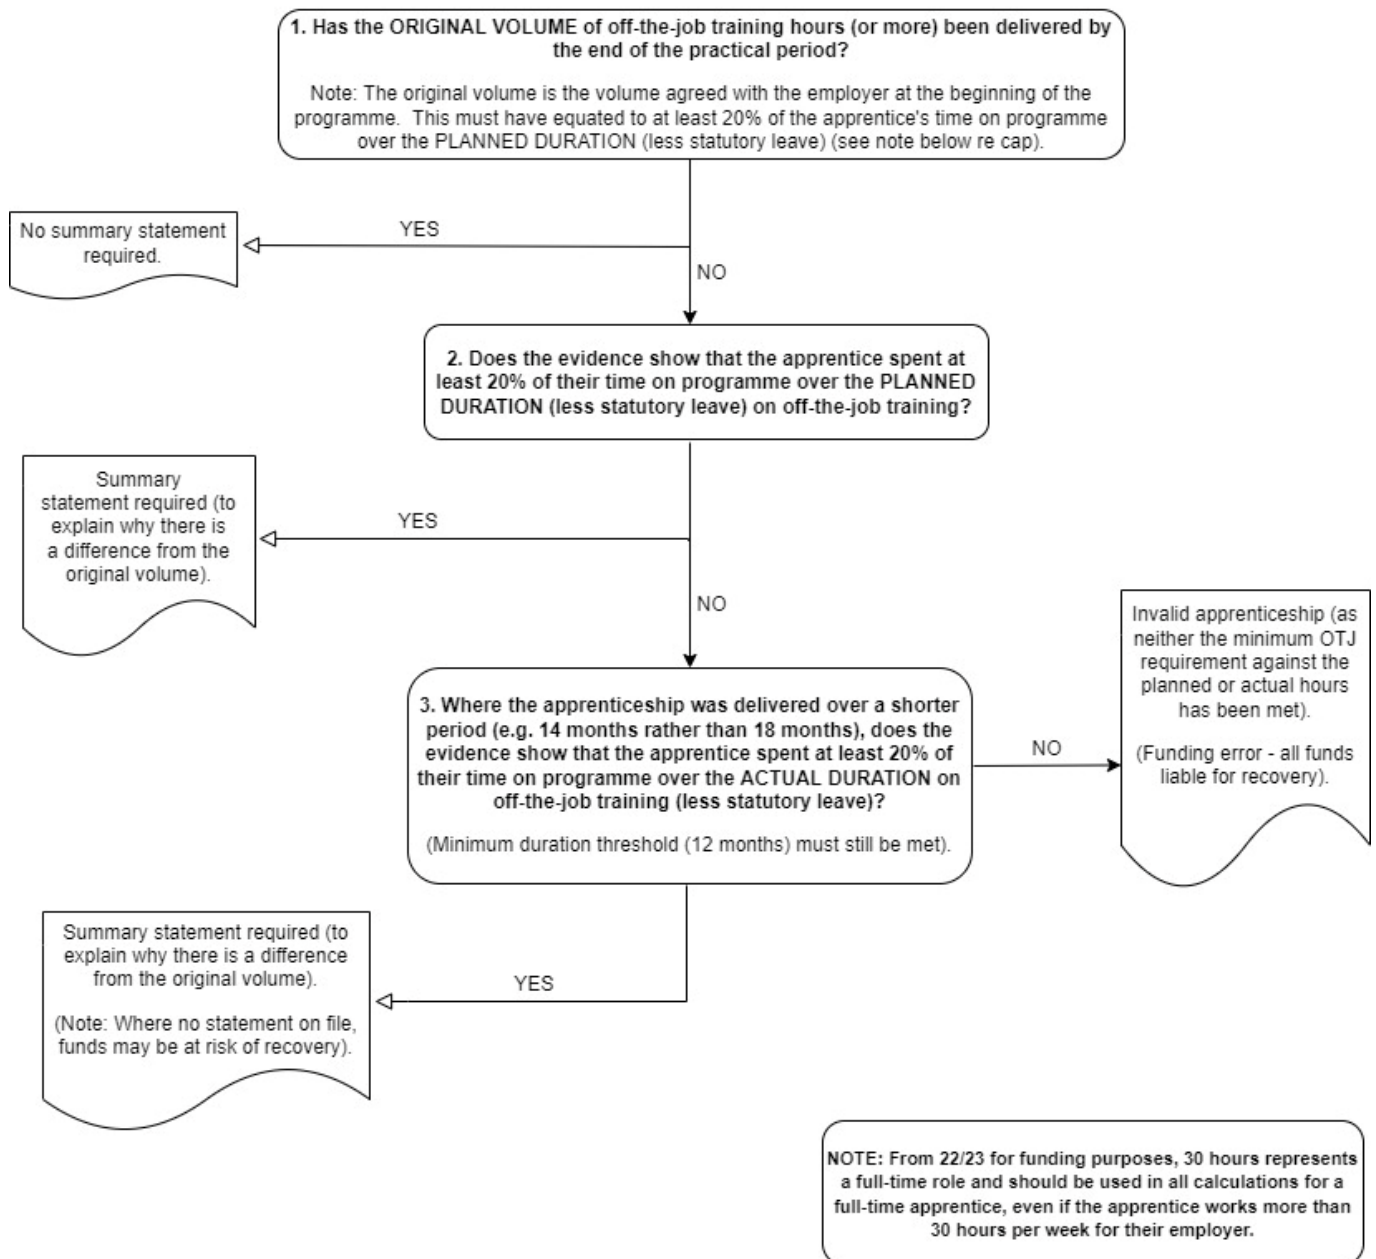 1. Has the ORIGINAL VOLUME of off-the-job training hours (or more) been delivered by
the end of the practical period?
Note: The original volume is the volume agreed with the employer at the beginning of the
programme. This must have equated to at least 20% of the apprentice's time on programme
over the PLANNED DURATION (less statutory leave) (see note below re cap).
YES
No summary statement
required.
NO
2. Does the evidence show that the apprentice spent at
least 20% of their time on programme over the PLANNED
DURATION (less statutory leave) on off-the-job training?
YES
Summary
statement required (to
explain why there is
a difference from the
original volume).
NO
3. Where the apprenticeship was delivered over a shorter
period (e.g. 14 months rather than 18 months), does the
evidence show that the apprentice spent at least 20% of
their time on programme over the ACTUAL DURATION on
off-the-job training (less statutory leave)?
(Minimum duration threshold (12 months) must still be met).
NO
Invalid apprenticeship (as
neither the minimum OTJ
requirement against the
planned or actual hours
has been met).
(Funding error - all funds
liable for recovery).
YES
Summary statement required (to
explain why there is a difference
from the original volume).
(Note: Where no statement on file,
funds may be at risk of recovery).
NOTE: From 22/23 for funding purposes, 30 hours represents
a full-time role and should be used in all calculations for a
full-time apprentice, even if the apprentice works more than
30 hours per week for their employer.